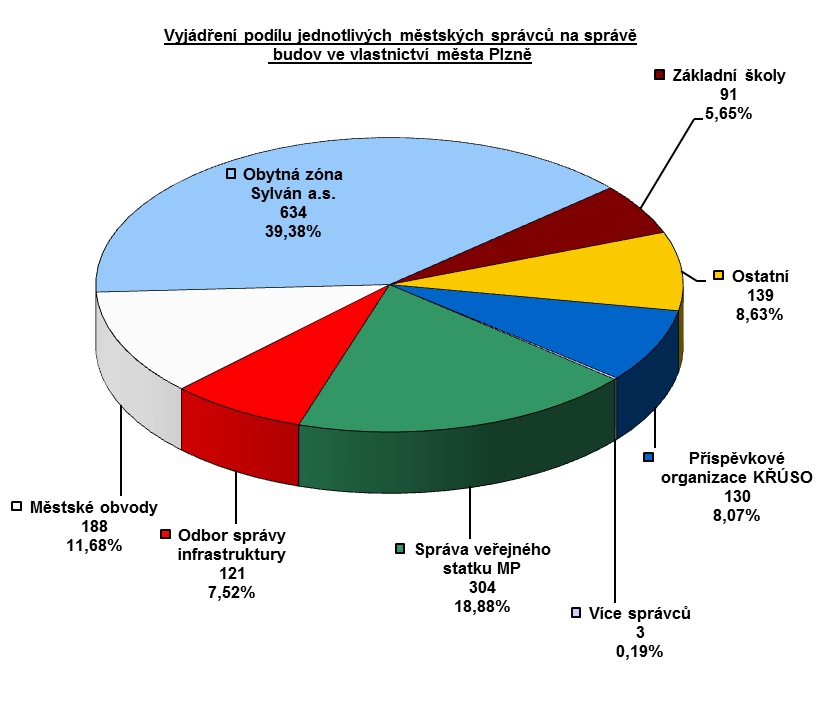 Vyjádření podílu jednotlivých městských správců na správě
budov ve vlastnictví města Plzně
Základní školy
91
5,65%
Obytná zóna
Sylván a.s.
634
39,38%
Ostatní
139
8,63%
Příspěvkové
organizace KŘÚSO
130
8,07%
Městské obvody
188
11,68%
Odbor správy
infrastruktury
121
7,52%
Správa veřejného
statku MP
304
18,88%
Více správců
3
0,19%